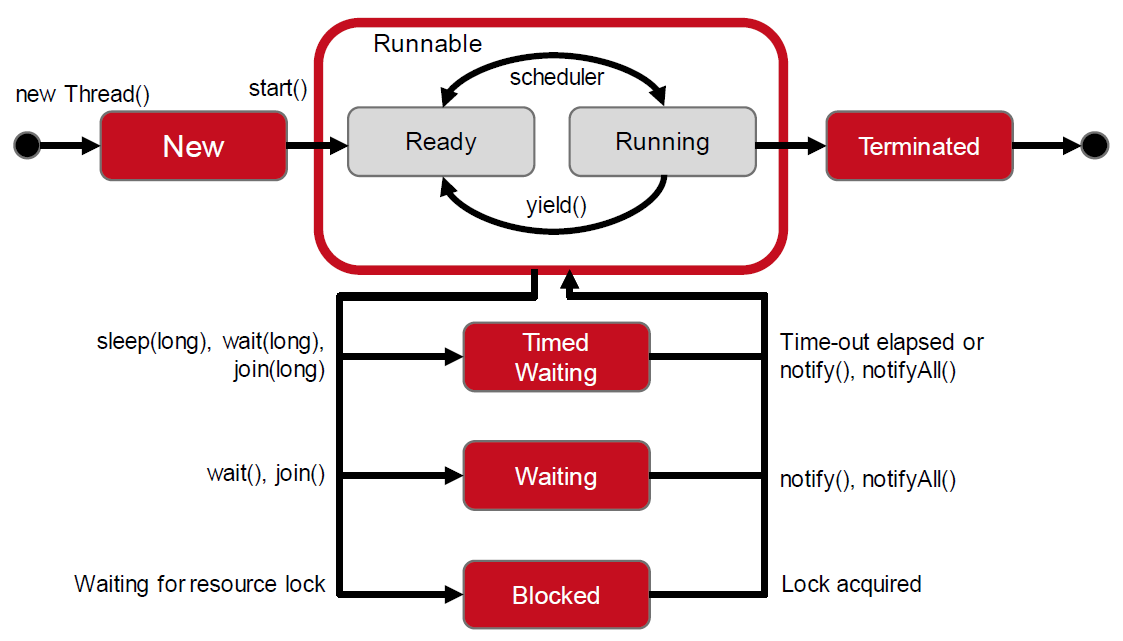 Runnable
new Thread()
start()
scheduler
New
Ready
Running
Terminated
yield()
sleep(long), wait(long),
join(long)
Timed
Waiting
Time-out elapsed or
notify(), notifyAll()
wait(), join()
Waiting
notify(), notifyAll()
Waiting for resource lock
Blocked
Lock acquired